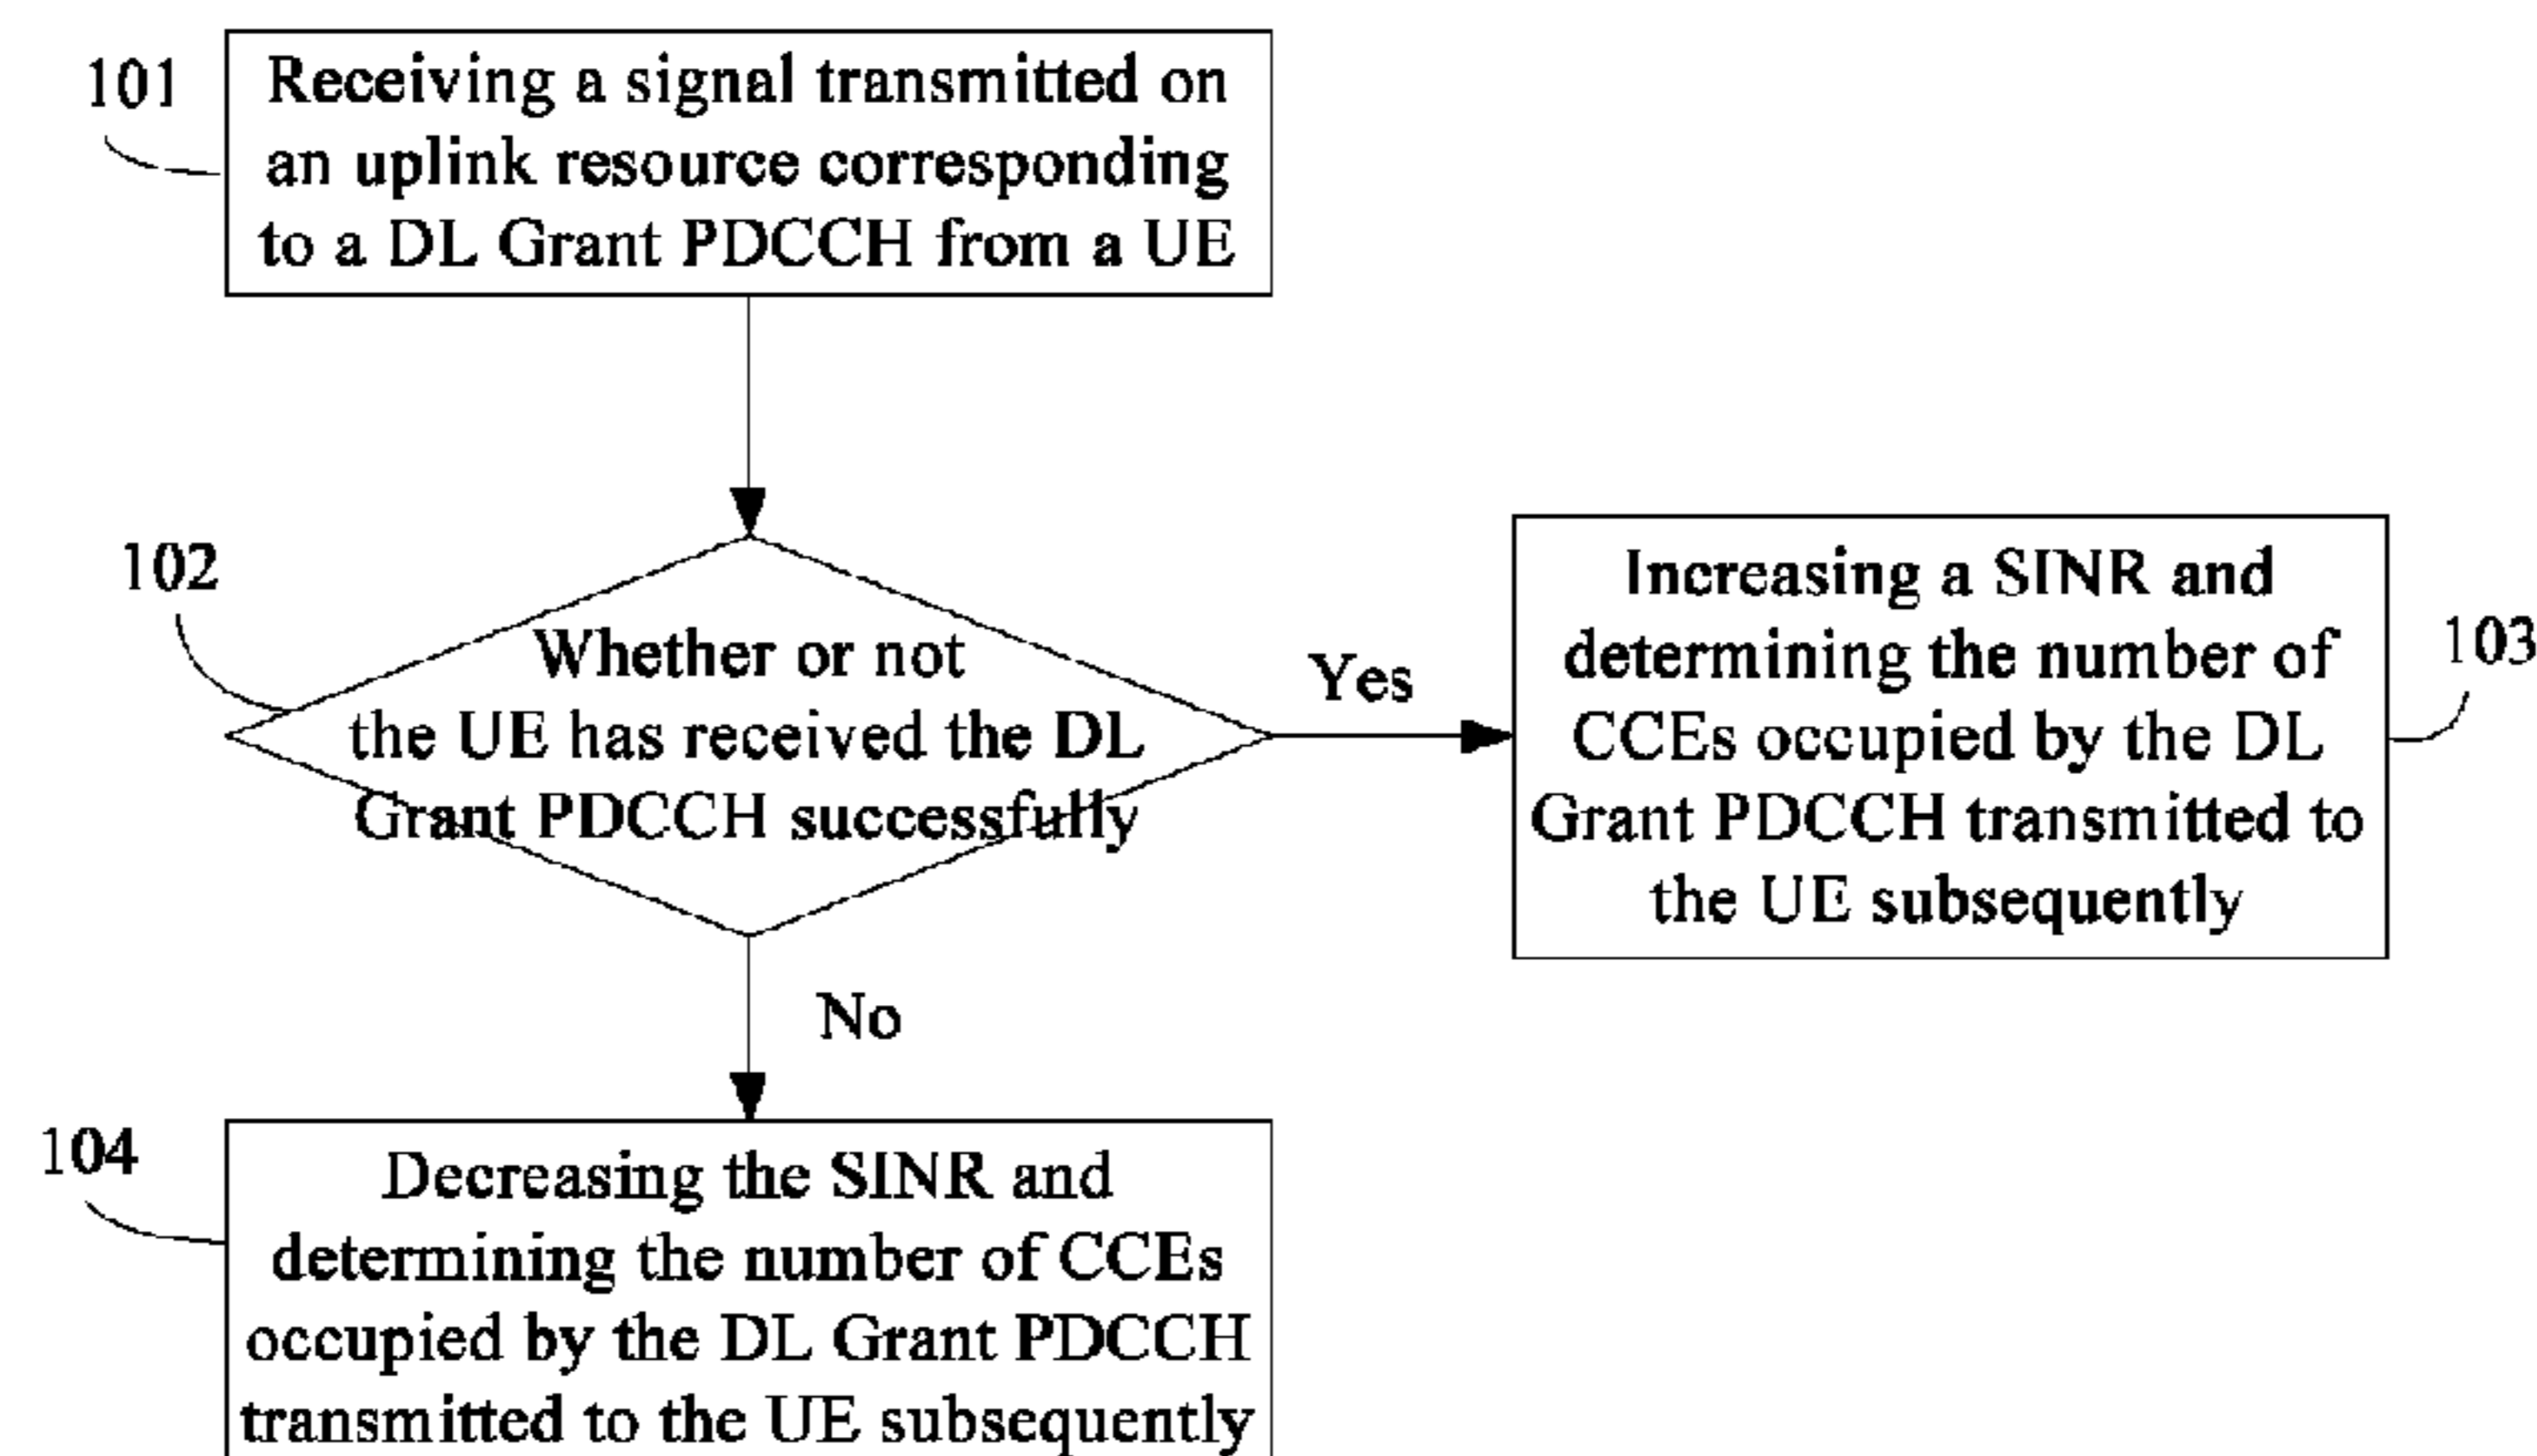 101
Receiving a signal transmitted on
an uplink resource corresponding
to a DL Grant PDCCH from a UE
102
Whether or not
the UE has received the DL
Grant PDCCH successfully
Yes
Increasing a SINR and
determining the number of
CCEs occupied by the DL
Grant PDCCH transmitted to
the UE subsequently
103
No
104
Decreasing the SINR and
determining the number of CCEs
occupied by the DL Grant PDCCH
transmitted to the UE subsequently